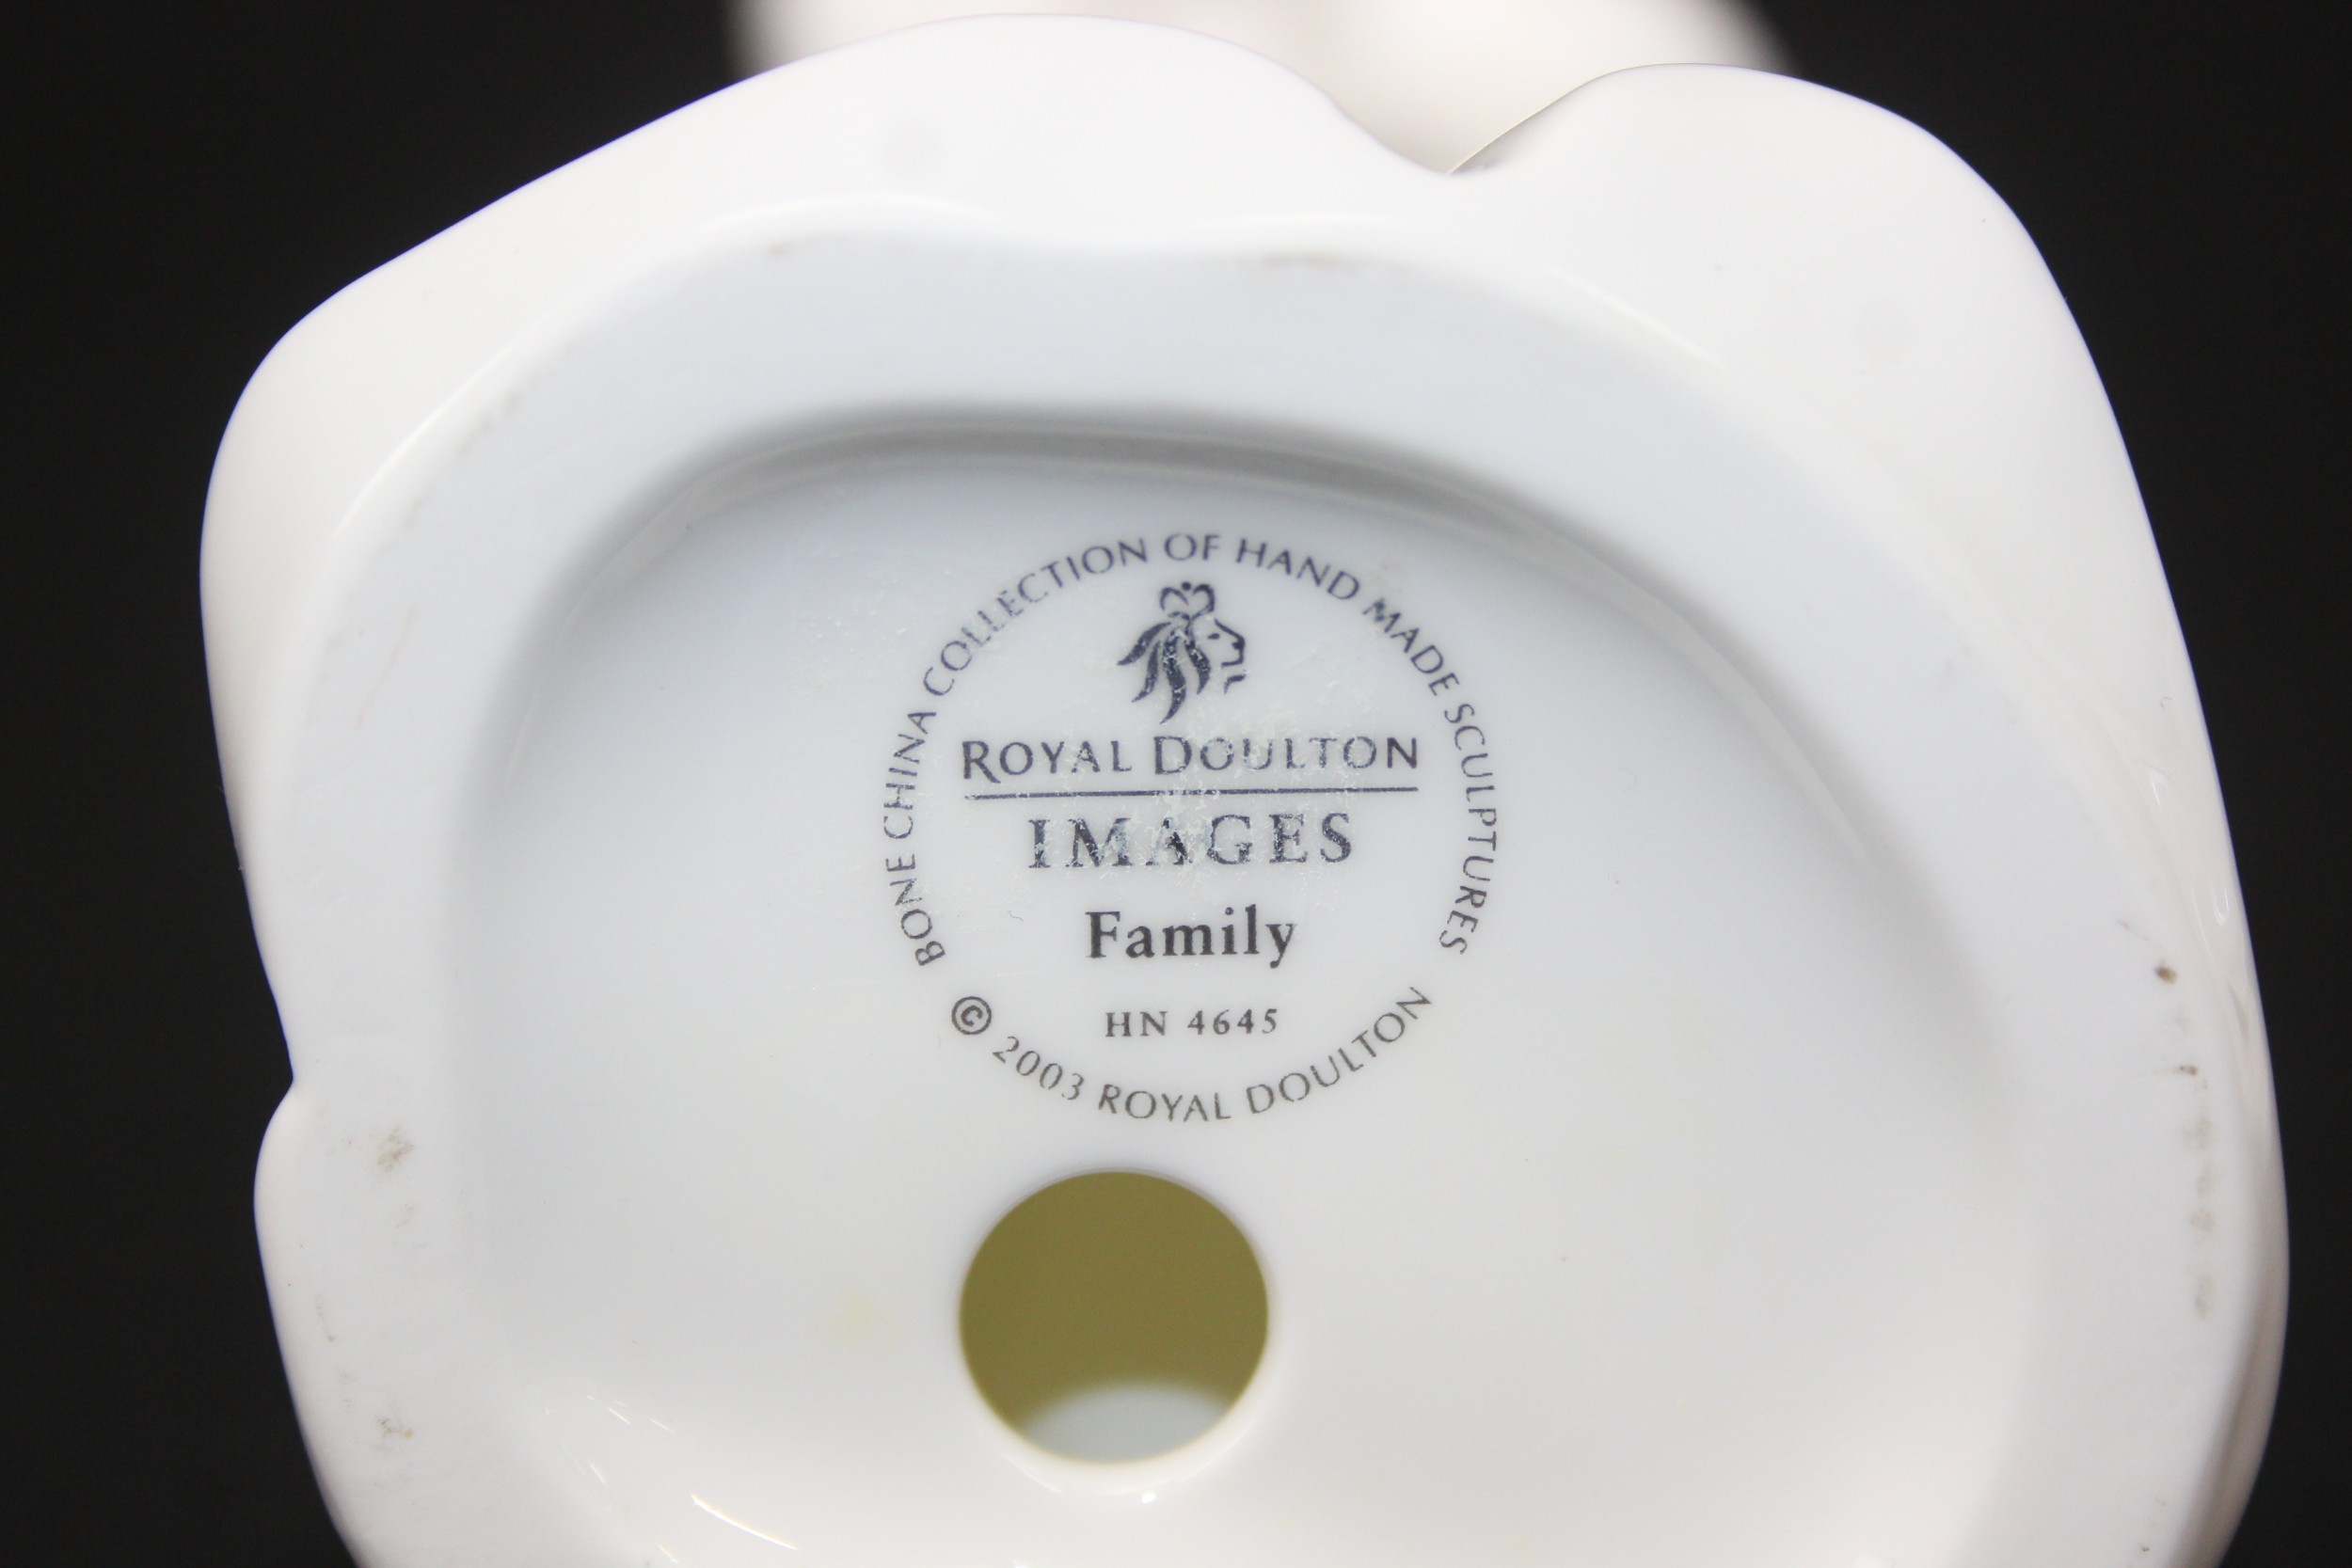 BONE CHINA COLLECTION OF HAND MADE SCULPTURES
ROYAL DOULTON
IMAGES
Family
HN 4645
© 2003 ROYAL DOULTON